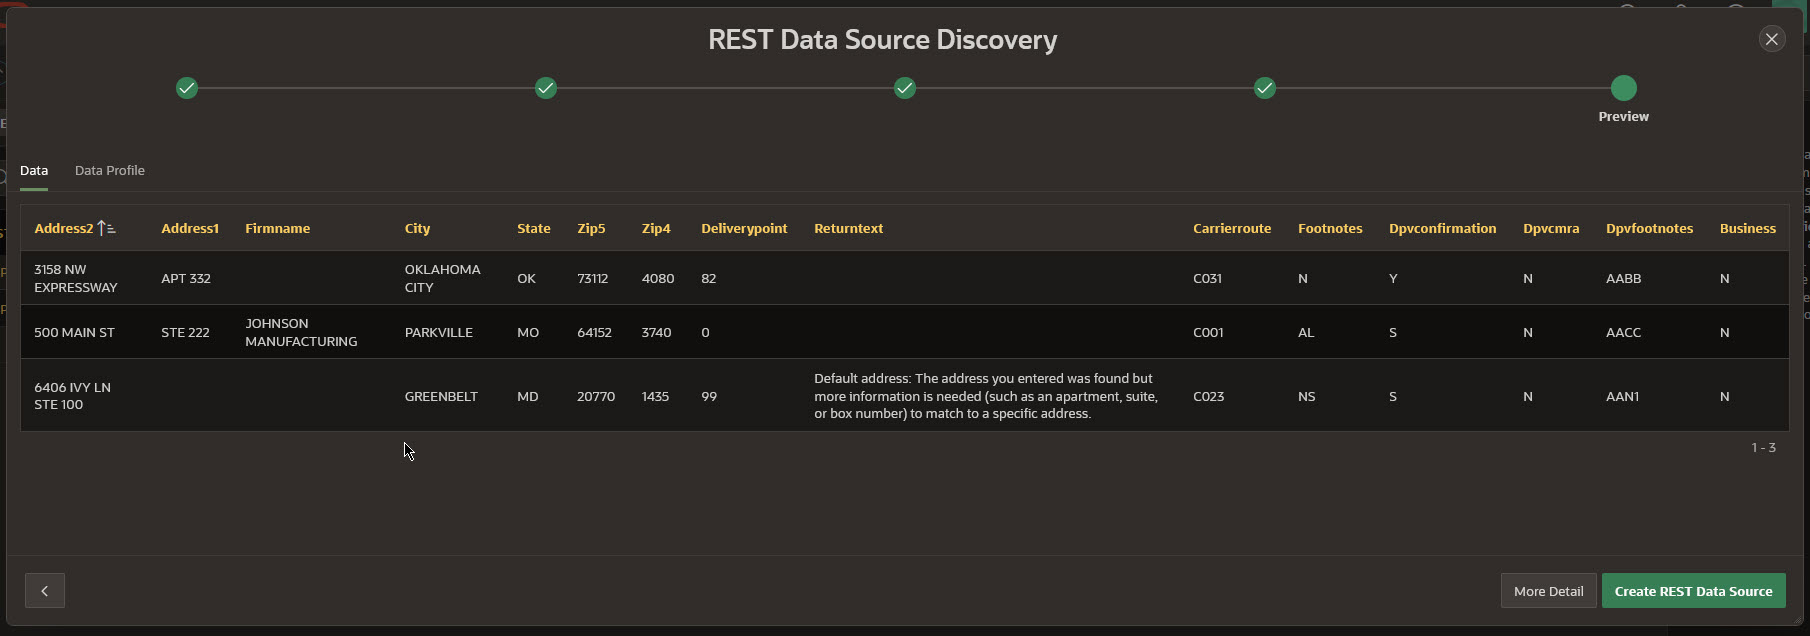 REST Data Source Discovery
Preview
Data Data Profile
Address2 Address1 Firmname City State Zip5 Zip4 Deliverypoint Returntext Carrierroute Footnotes Dpvconfirmation Dpvcmra Dpvfootnotes Business
3158 NW
EXPRESSWAY
APT 332
OKLAHOMA
CITY
OK 73112 4080 82 C031 N Y N AABB N
500 MAIN ST STE 222
JOHNSON
MANUFACTURING
PARKVILLE MO 64152 3740 0 C001 AL S N AACC N
6406 IVY LN
STE 100
GREENBELT MD 20770 1435 99
Default address: The address you entered was found but
more information is needed (such as an apartment, suite,
or box number) to match to a specific address.
C023 NS S N AAN1 N
1 - 3
More Detail Create REST Data Source